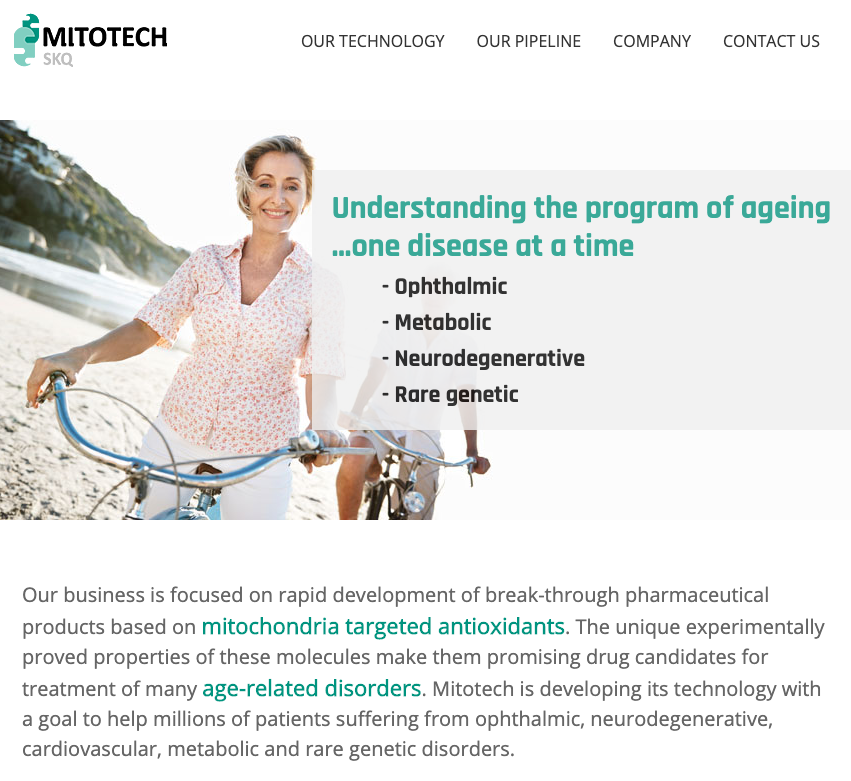 MITOTECH
SKQ
OUR TECHNOLOGY OUR PIPELINE COMPANY CONTACT US
Understanding the program of ageing
...one disease at a time
- Ophthalmic
- Metabolic
- Neurodegenerative
- Rare genetic
Our business is focused on rapid development of break-through pharmaceutical
products based on mitochondria targeted antioxidants. The unique experimentally
proved properties of these molecules make them promising drug candidates for
treatment of many age-related disorders. Mitotech is developing its technology with
a goal to help millions of patients suffering from ophthalmic, neurodegenerative,
cardiovascular, metabolic and rare genetic disorders.